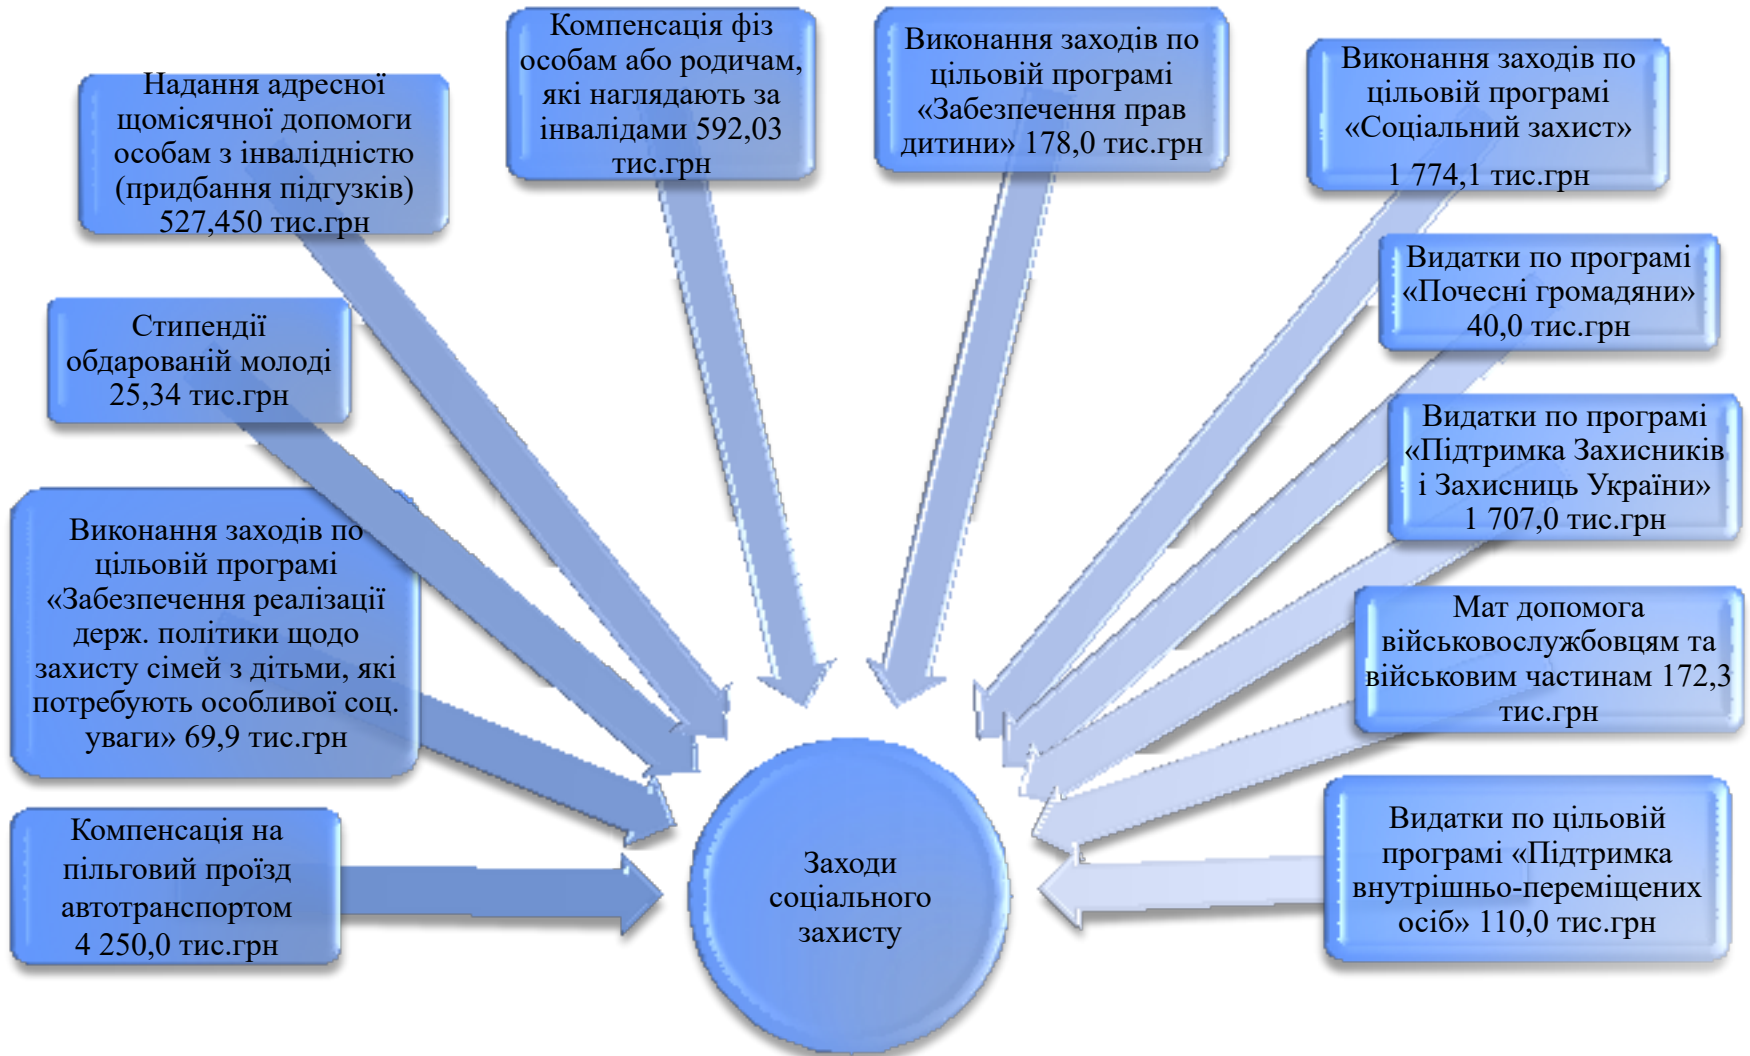 Компенсація фіз
особам або родичам,
які наглядають за
інвалідами 592,03
тис.грн
Виконання заходів по
цільовій програмі
«Забезпечення прав
дитини» 178,0 тис.грн
Виконання заходів по
цільовій програмі
«Соціальний захист»
1 774,1 тис.грн
Надання адресної
щомісячної допомоги
особам з інвалідністю
(придбання підгузків)
527,450 тис.грн
Видатки по програмі
«Почесні громадяни»
40,0 тис.грн
Стипендії
обдарованій молоді
25,34 тис.грн
Видатки по програмі
«Підтримка Захисників
і Захисниць України»
1 707,0 тис.грн
Виконання заходів по
цільовій програмі
«Забезпечення реалізації
держ. політики щодо
захисту сімей з дітьми, які
потребують особливої соц.
уваги» 69,9 тис.грн
Мат допомога
військовослужбовцям та
військовим частинам 172,3
тис.грн
Компенсація на
пільговий проїзд
автотранспортом
4 250,0 тис.грн
Видатки по цільовій
програмі «Підтримка
внутрішньо-переміщених
осіб» 110,0 тис.грн
Заходи
соціального
захисту